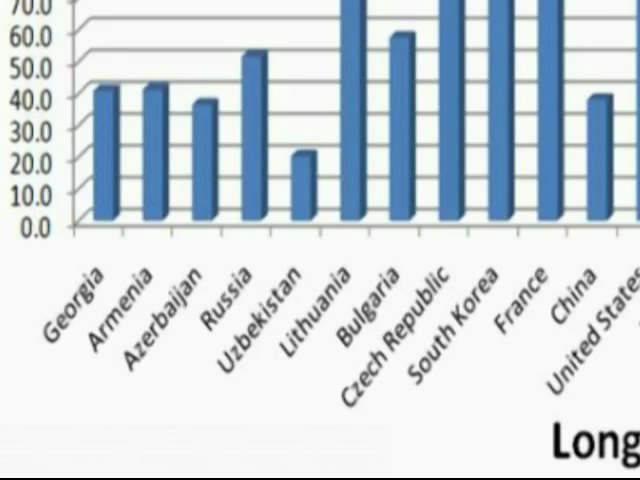 70.0
60.0
50.0
40.0
30.0
20.0
10.0
0.0
Georgia
Armenia
Azerbaijan
Russia
Uzbekistan
Lithuania
Bulgaria
Czech Republic
South Korea
France
China
United States
Long